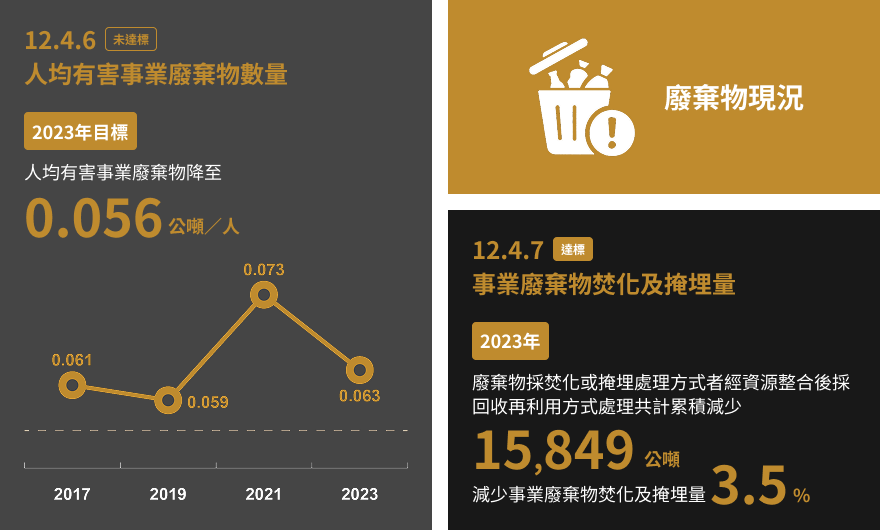 12.4.6 未達標
人均有害事業廢棄物數量
2023年目標
人均有害事業廢棄物降至
0.056 公噸／人
0.073
0.061
0.059
0.063
2017 2019 2021 2023
廢棄物現況
12.4.7 達標
事業廢棄物焚化及掩埋量
2023年
廢棄物採焚化或掩埋處理方式者經資源整合後採
回收再利用方式處理共計累積減少
15,849 公噸
減少事業廢棄物焚化及掩埋量 3.5 %